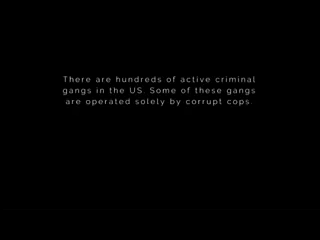 There are hundreds of active criminal
gangs in the US. Some of these gangs
are operated solely by corrupt cops.